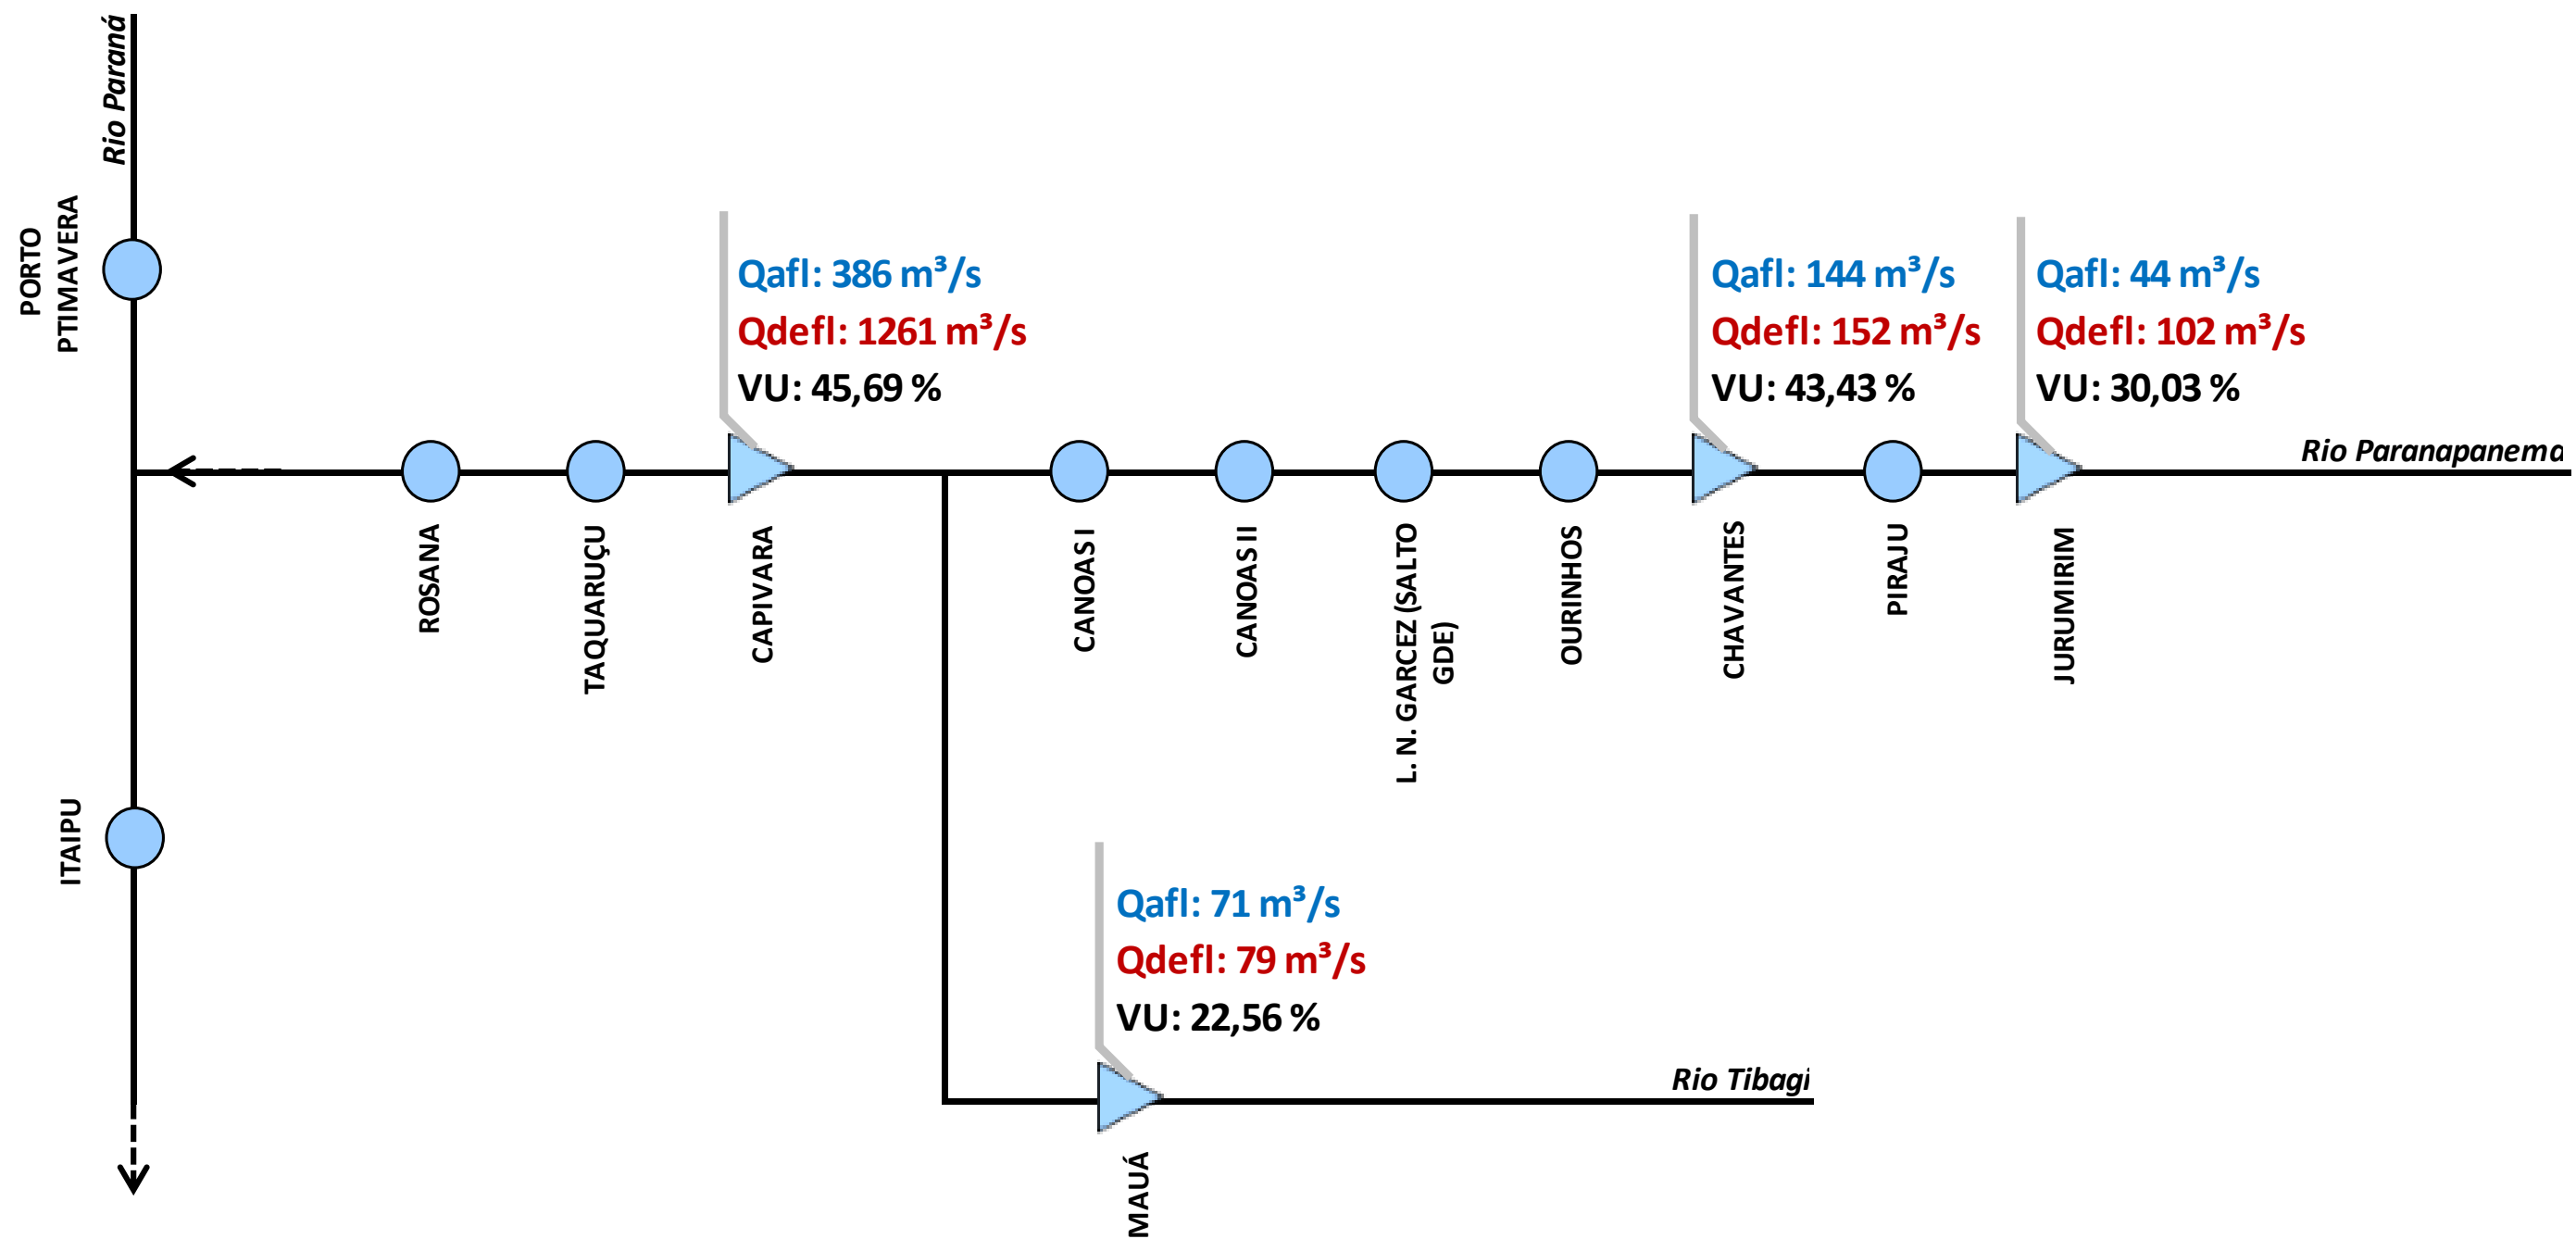 Rio Paraná
PORTO
PTIMAVERA
Qafl: 386 m³/s
Qdefl: 1261 m³/s
VU: 45,69 %
Qafl: 144 m³/s
Qdefl: 152 m³/s
VU: 43,43 %
Qafl: 44 m³/s
Qdefl: 102 m³/s
VU: 30,03 %
Rio Paranapanema
ROSANA
TAQUARUÇU
CAPIVARA
CANOAS I
CANOAS II
L. N. GARCEZ (SALTO
GDE)
OURINHOS
CHAVANTES
PIRAJU
JURUMIRIM
ITAIPU
Qafl: 71 m³/s
Qdefl: 79 m³/s
VU: 22,56 %
Rio Tibagi
MAUÁ